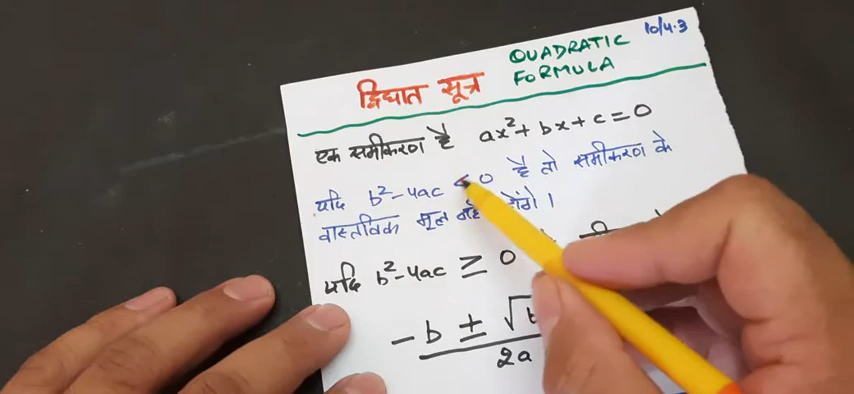 10/4.3
द्विघात सूत्र QUADRATIC FORMULA
एक समीकरण है ax²+bx+c=0
यदि b²-4ac < 0 है तो समीकरण के
वास्तविक मूल होंगे ।
यदि b²-4ac ≥ 0
-b ± √
2a